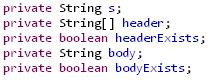 private String s;
private String[] header;
private boolean headerExists;
private String body;
private boolean bodyExists;